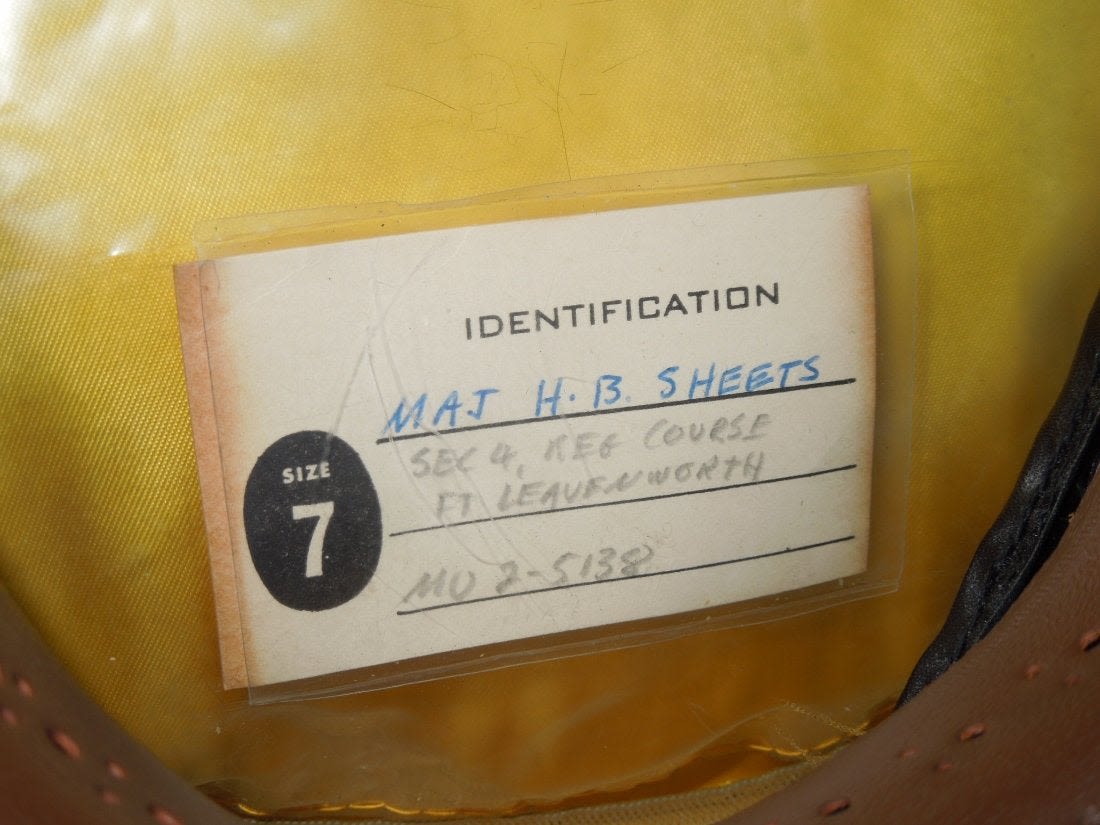 IDENTIFICATION
MAJ H.B. SHEETS
SEC 4, REG COURSE
FT LEAVENWORTH
MU 2-5138
SIZE
7